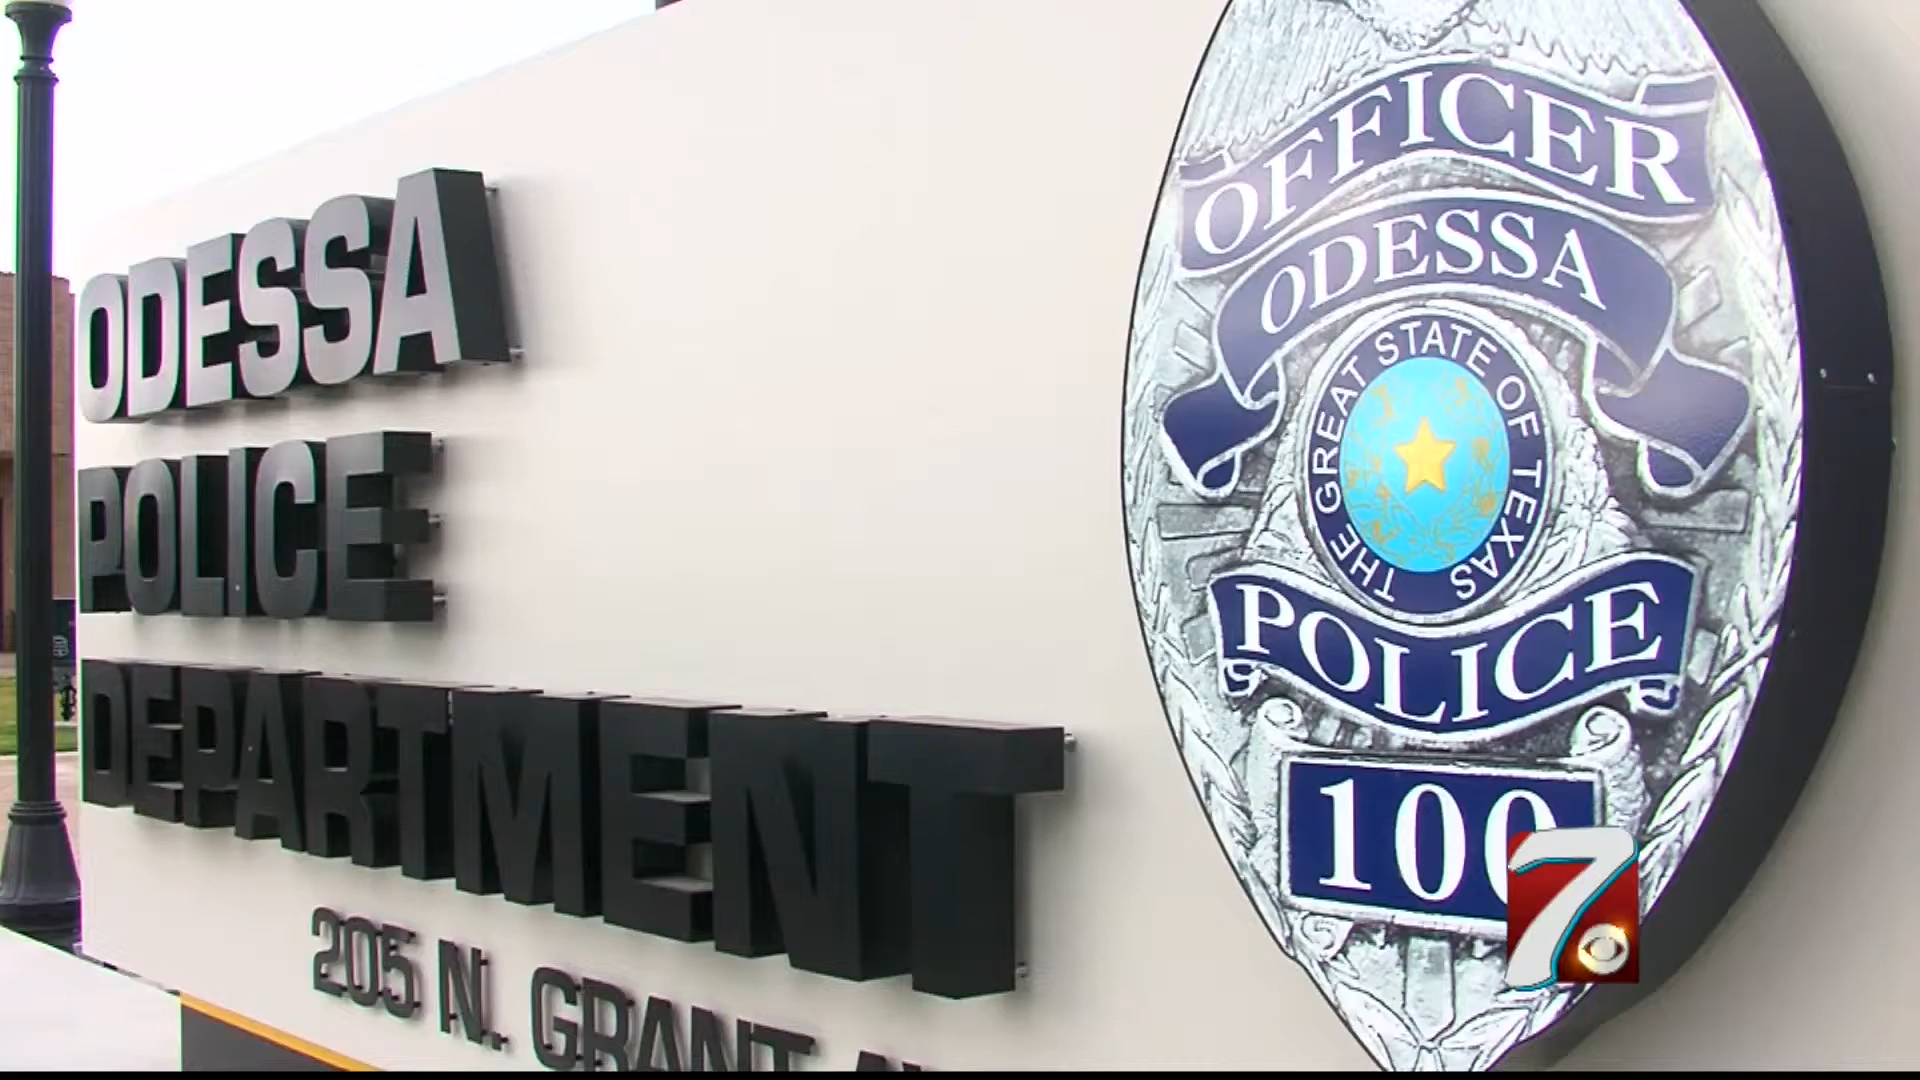 ODESSA
POLICE
DEPARTMENT
205 N. GRANT
OFFICER
ODESSA
THE GREAT STATE OF TEXAS
POLICE
100
7